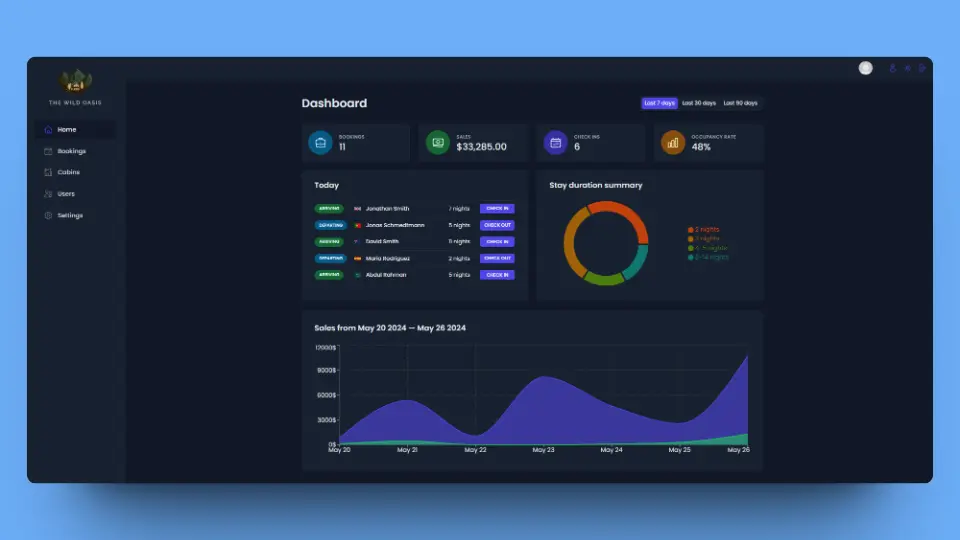 THE WILD OASIS
Home
Bookings
Cabins
Users
Settings
Dashboard
Last 7 days Last 30 days Last 90 days
BOOKINGS
11
SALES
$33,285.00
CHECK INS
6
OCCUPANCY RATE
48%
Today
ARRIVING Jonathan Smith 7 nights CHECK IN
DEPARTING Jonas Schmedtmann 5 nights CHECK OUT
ARRIVING David Smith nights CHECK IN
DEPARTING Maria Rodriguez 2 nights CHECK OUT
ARRIVING Abdul Rahman 5 nights CHECK IN
Stay duration summary
2 nights
3 nights
4-5 nights
8-14 nights
Sales from May 20 2024 — May 26 2024
12000$
9000$
6000$
3000$
0$
May 20 May 21 May 22 May 23 May 24 May 25 May 26